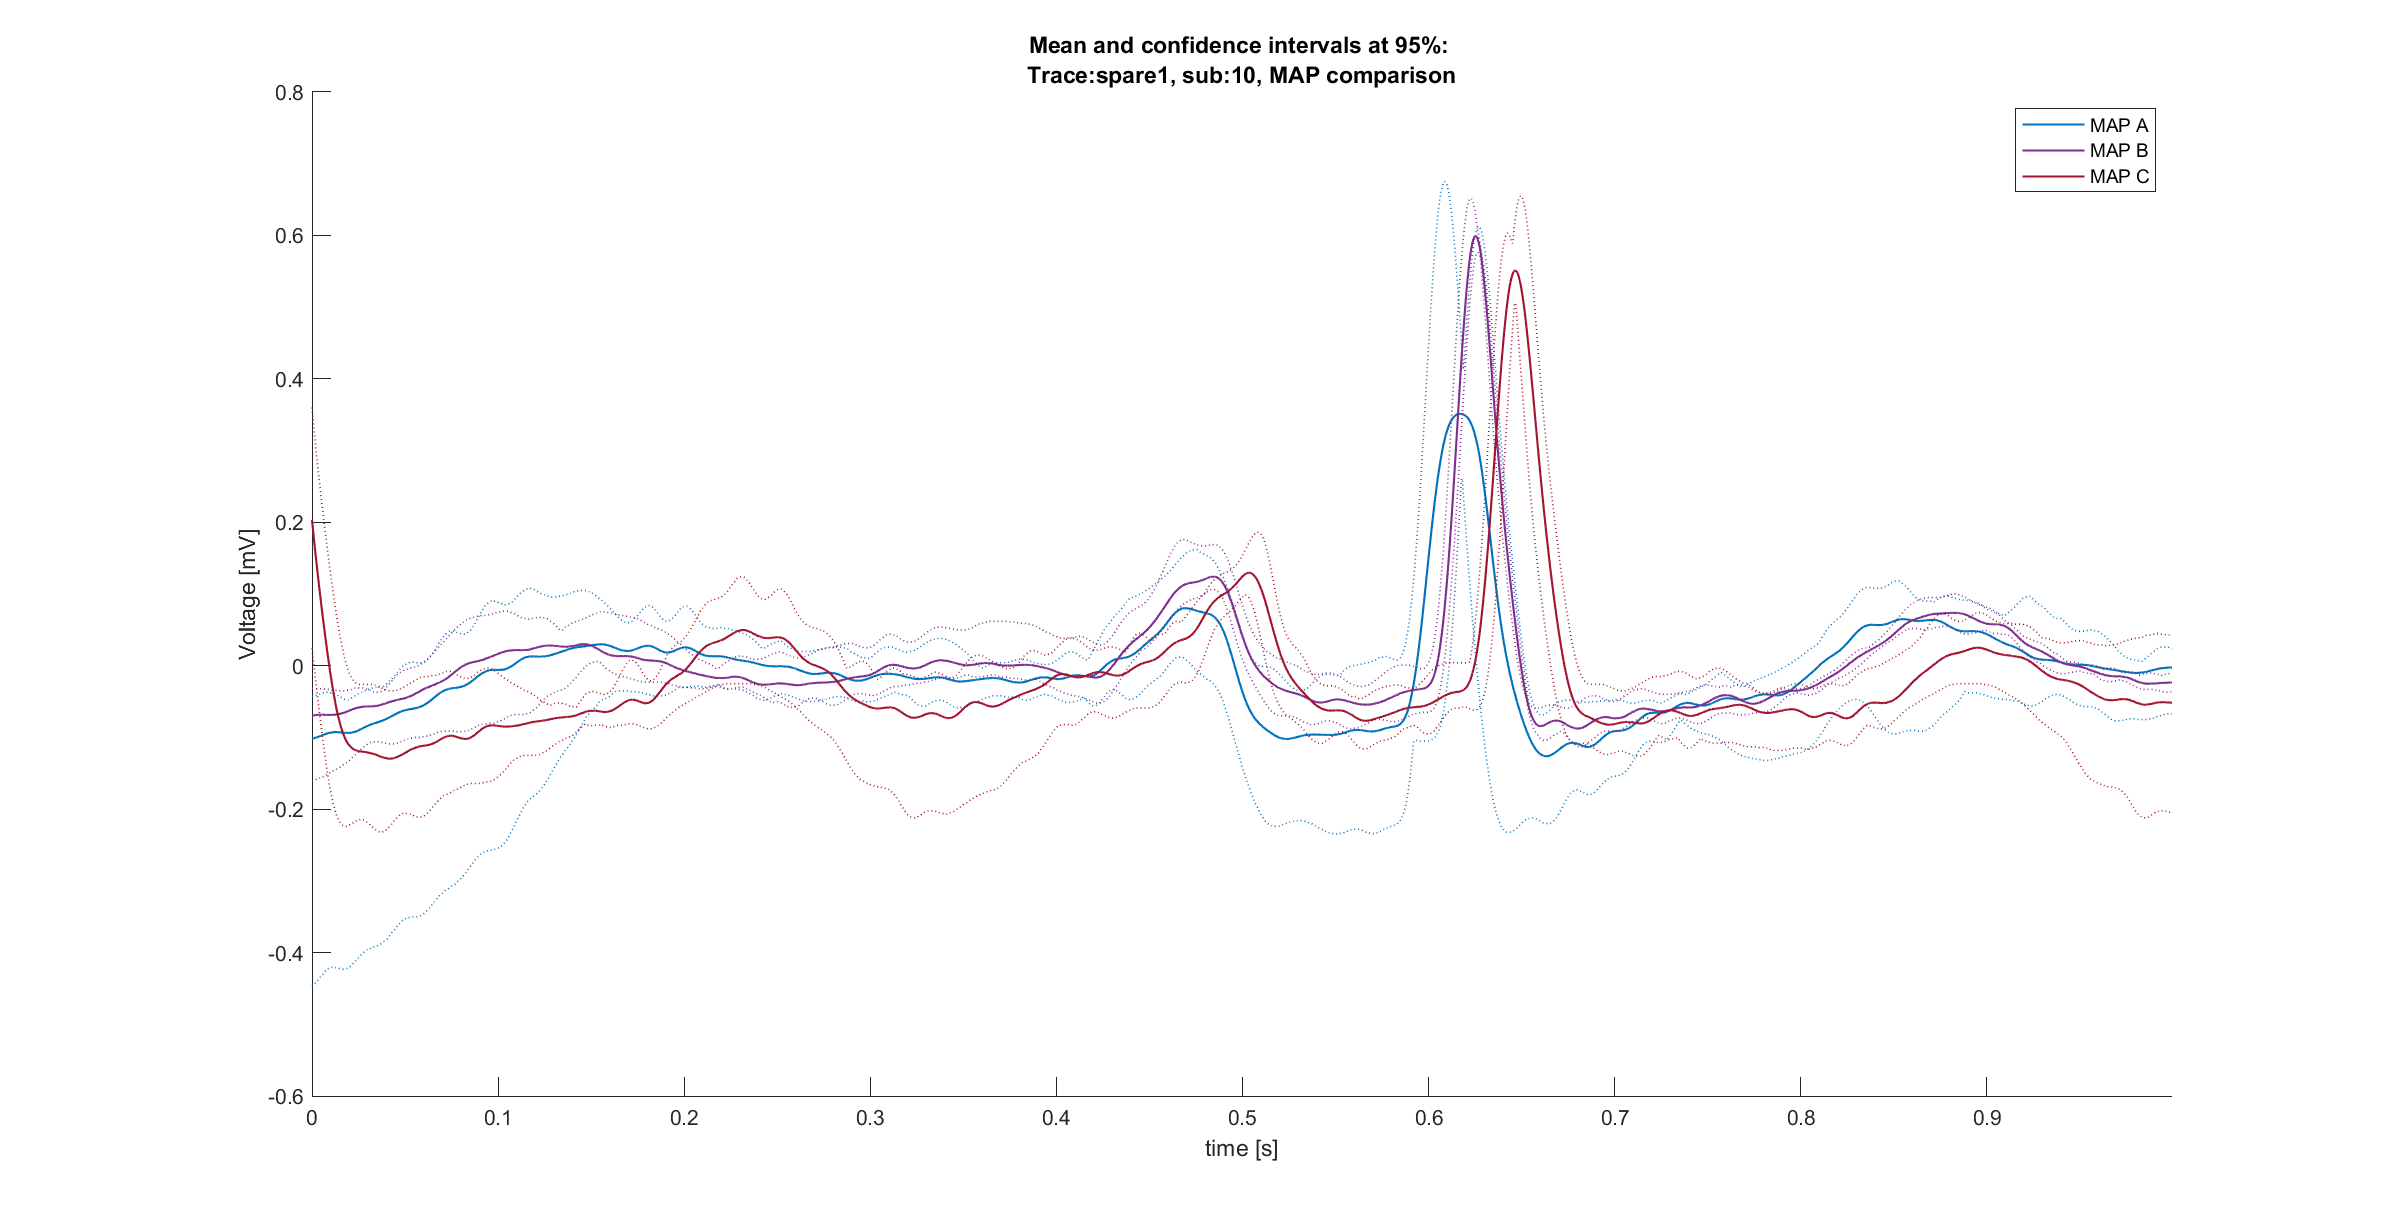 Mean and confidence intervals at 95%:
Trace:spare1, sub:10, MAP comparison
MAP A
MAP B
MAP C
Voltage [mV]
0.8
0.6
0.4
0.2
0
-0.2
-0.4
-0.6
0 0.1 0.2 0.3 0.4 0.5 0.6 0.7 0.8 0.9
time [s]